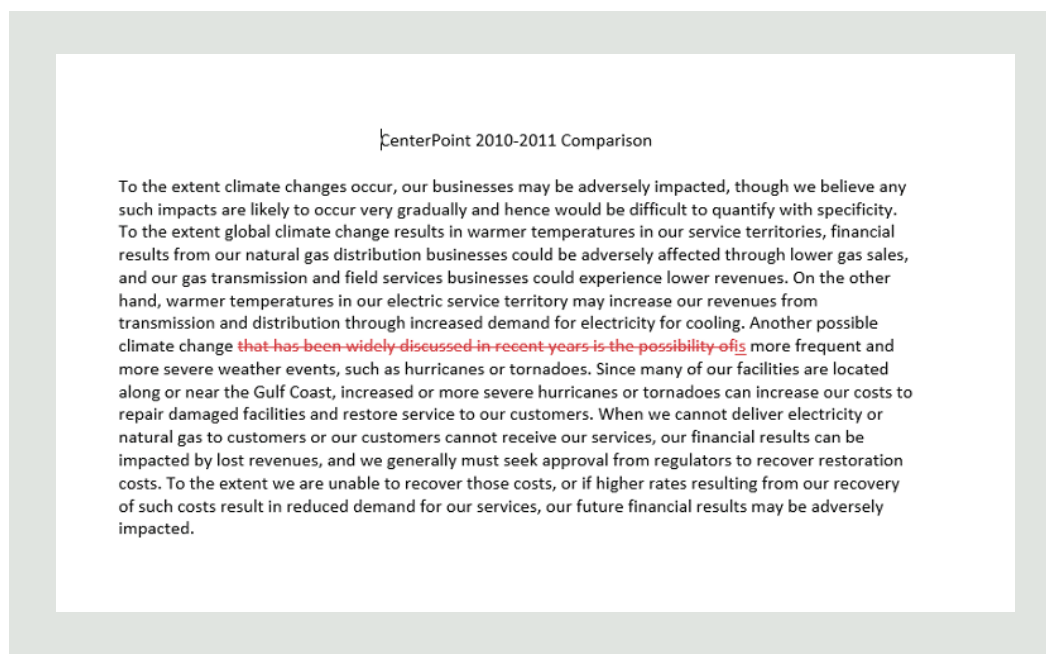 CenterPoint 2010-2011 Comparison
To the extent climate changes occur, our businesses may be adversely impacted, though we believe any
such impacts are likely to occur very gradually and hence would be difficult to quantify with specificity.
To the extent global climate change results in warmer temperatures in our service territories, financial
results from our natural gas distribution businesses could be adversely affected through lower gas sales,
and our gas transmission and field services businesses could experience lower revenues. On the other
hand, warmer temperatures in our electric service territory may increase our revenues from
transmission and distribution through increased demand for electricity for cooling. Another possible
climate change that has been widely discussed in recent years is the possibility ofis more frequent and
more severe weather events, such as hurricanes or tornadoes. Since many of our facilities are located
along or near the Gulf Coast, increased or more severe hurricanes or tornadoes can increase our costs to
repair damaged facilities and restore service to our customers. When we cannot deliver electricity or
natural gas to customers or our customers cannot receive our services, our financial results can be
impacted by lost revenues, and we generally must seek approval from regulators to recover restoration
costs. To the extent we are unable to recover those costs, or if higher rates resulting from our recovery
of such costs result in reduced demand for our services, our future financial results may be adversely
impacted.